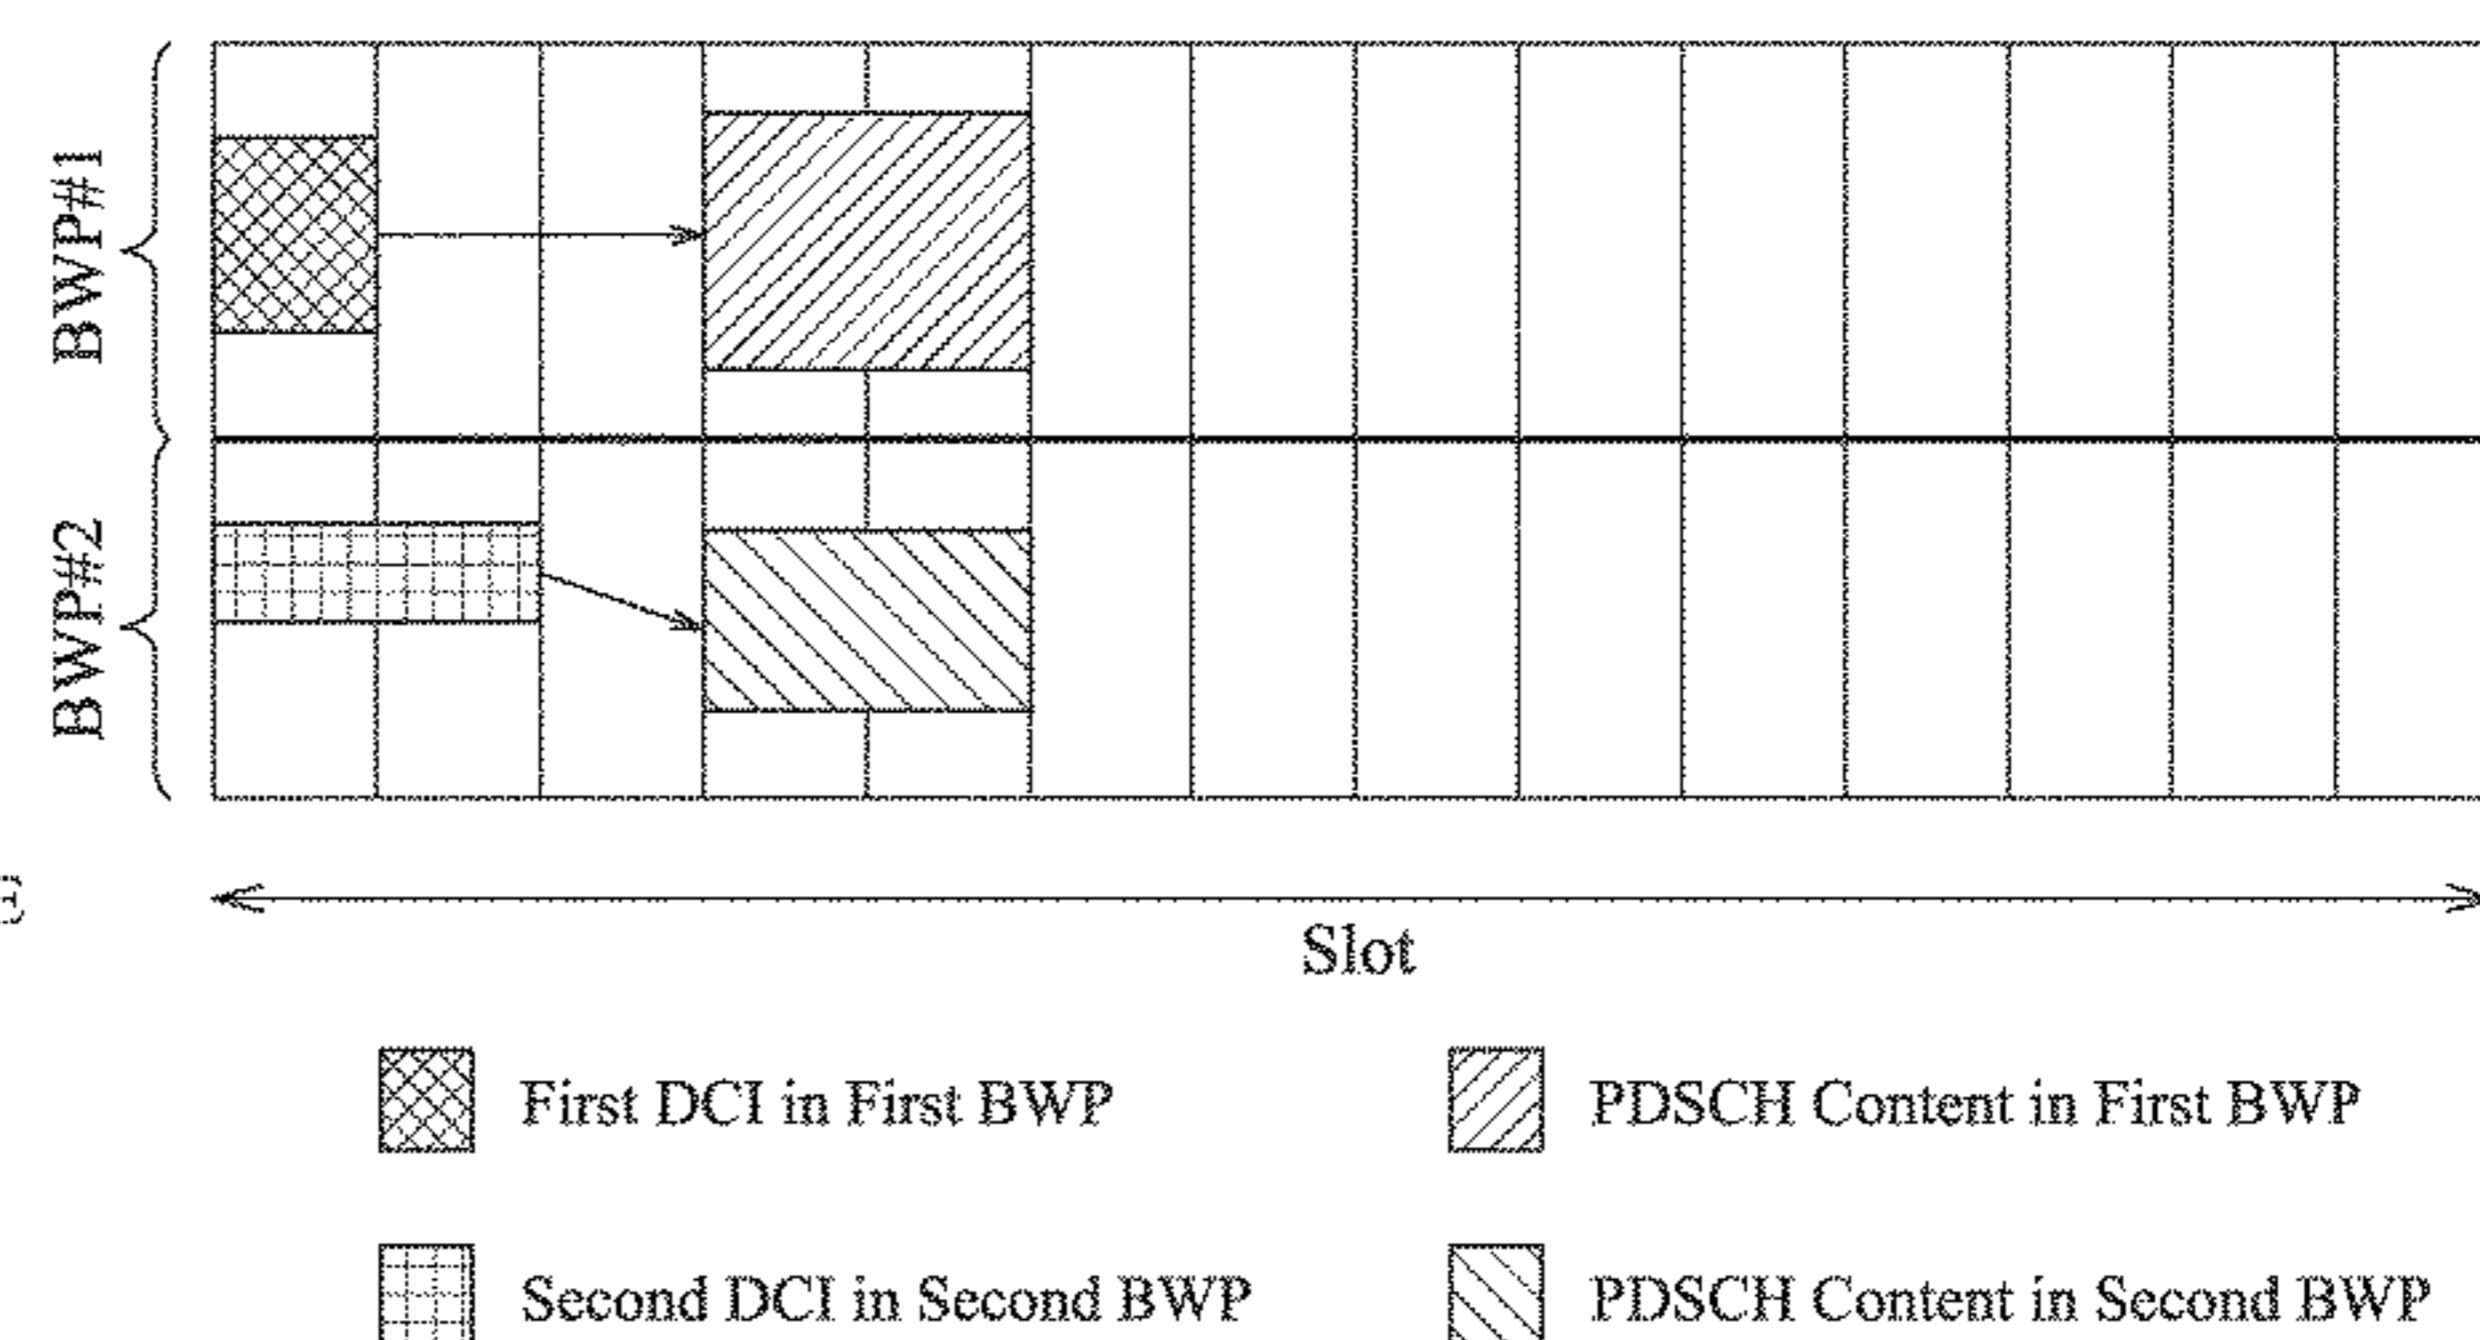 BWP#1
BWP#2
Slot
First DCI in First BWP
PDSCH Content in First BWP
Second DCI in Second BWP
PDSCH Content in Second BWP